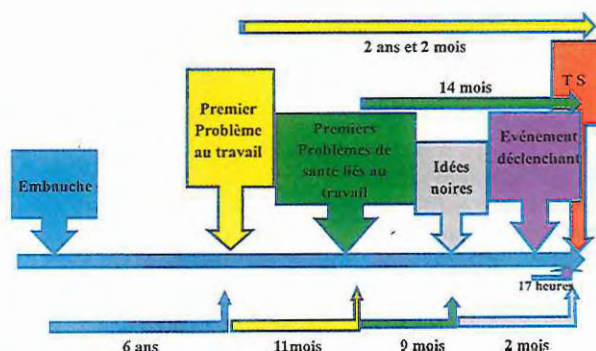 2 ans et 2 mois
T S
14 mois
Premier
Problème
au travail
Premiers
Problèmes de
santé liés au
travail
Evénement
déclenchant
Idées
noires
Embauche
17 heures
6 ans
11mois
9 mois
2 mois